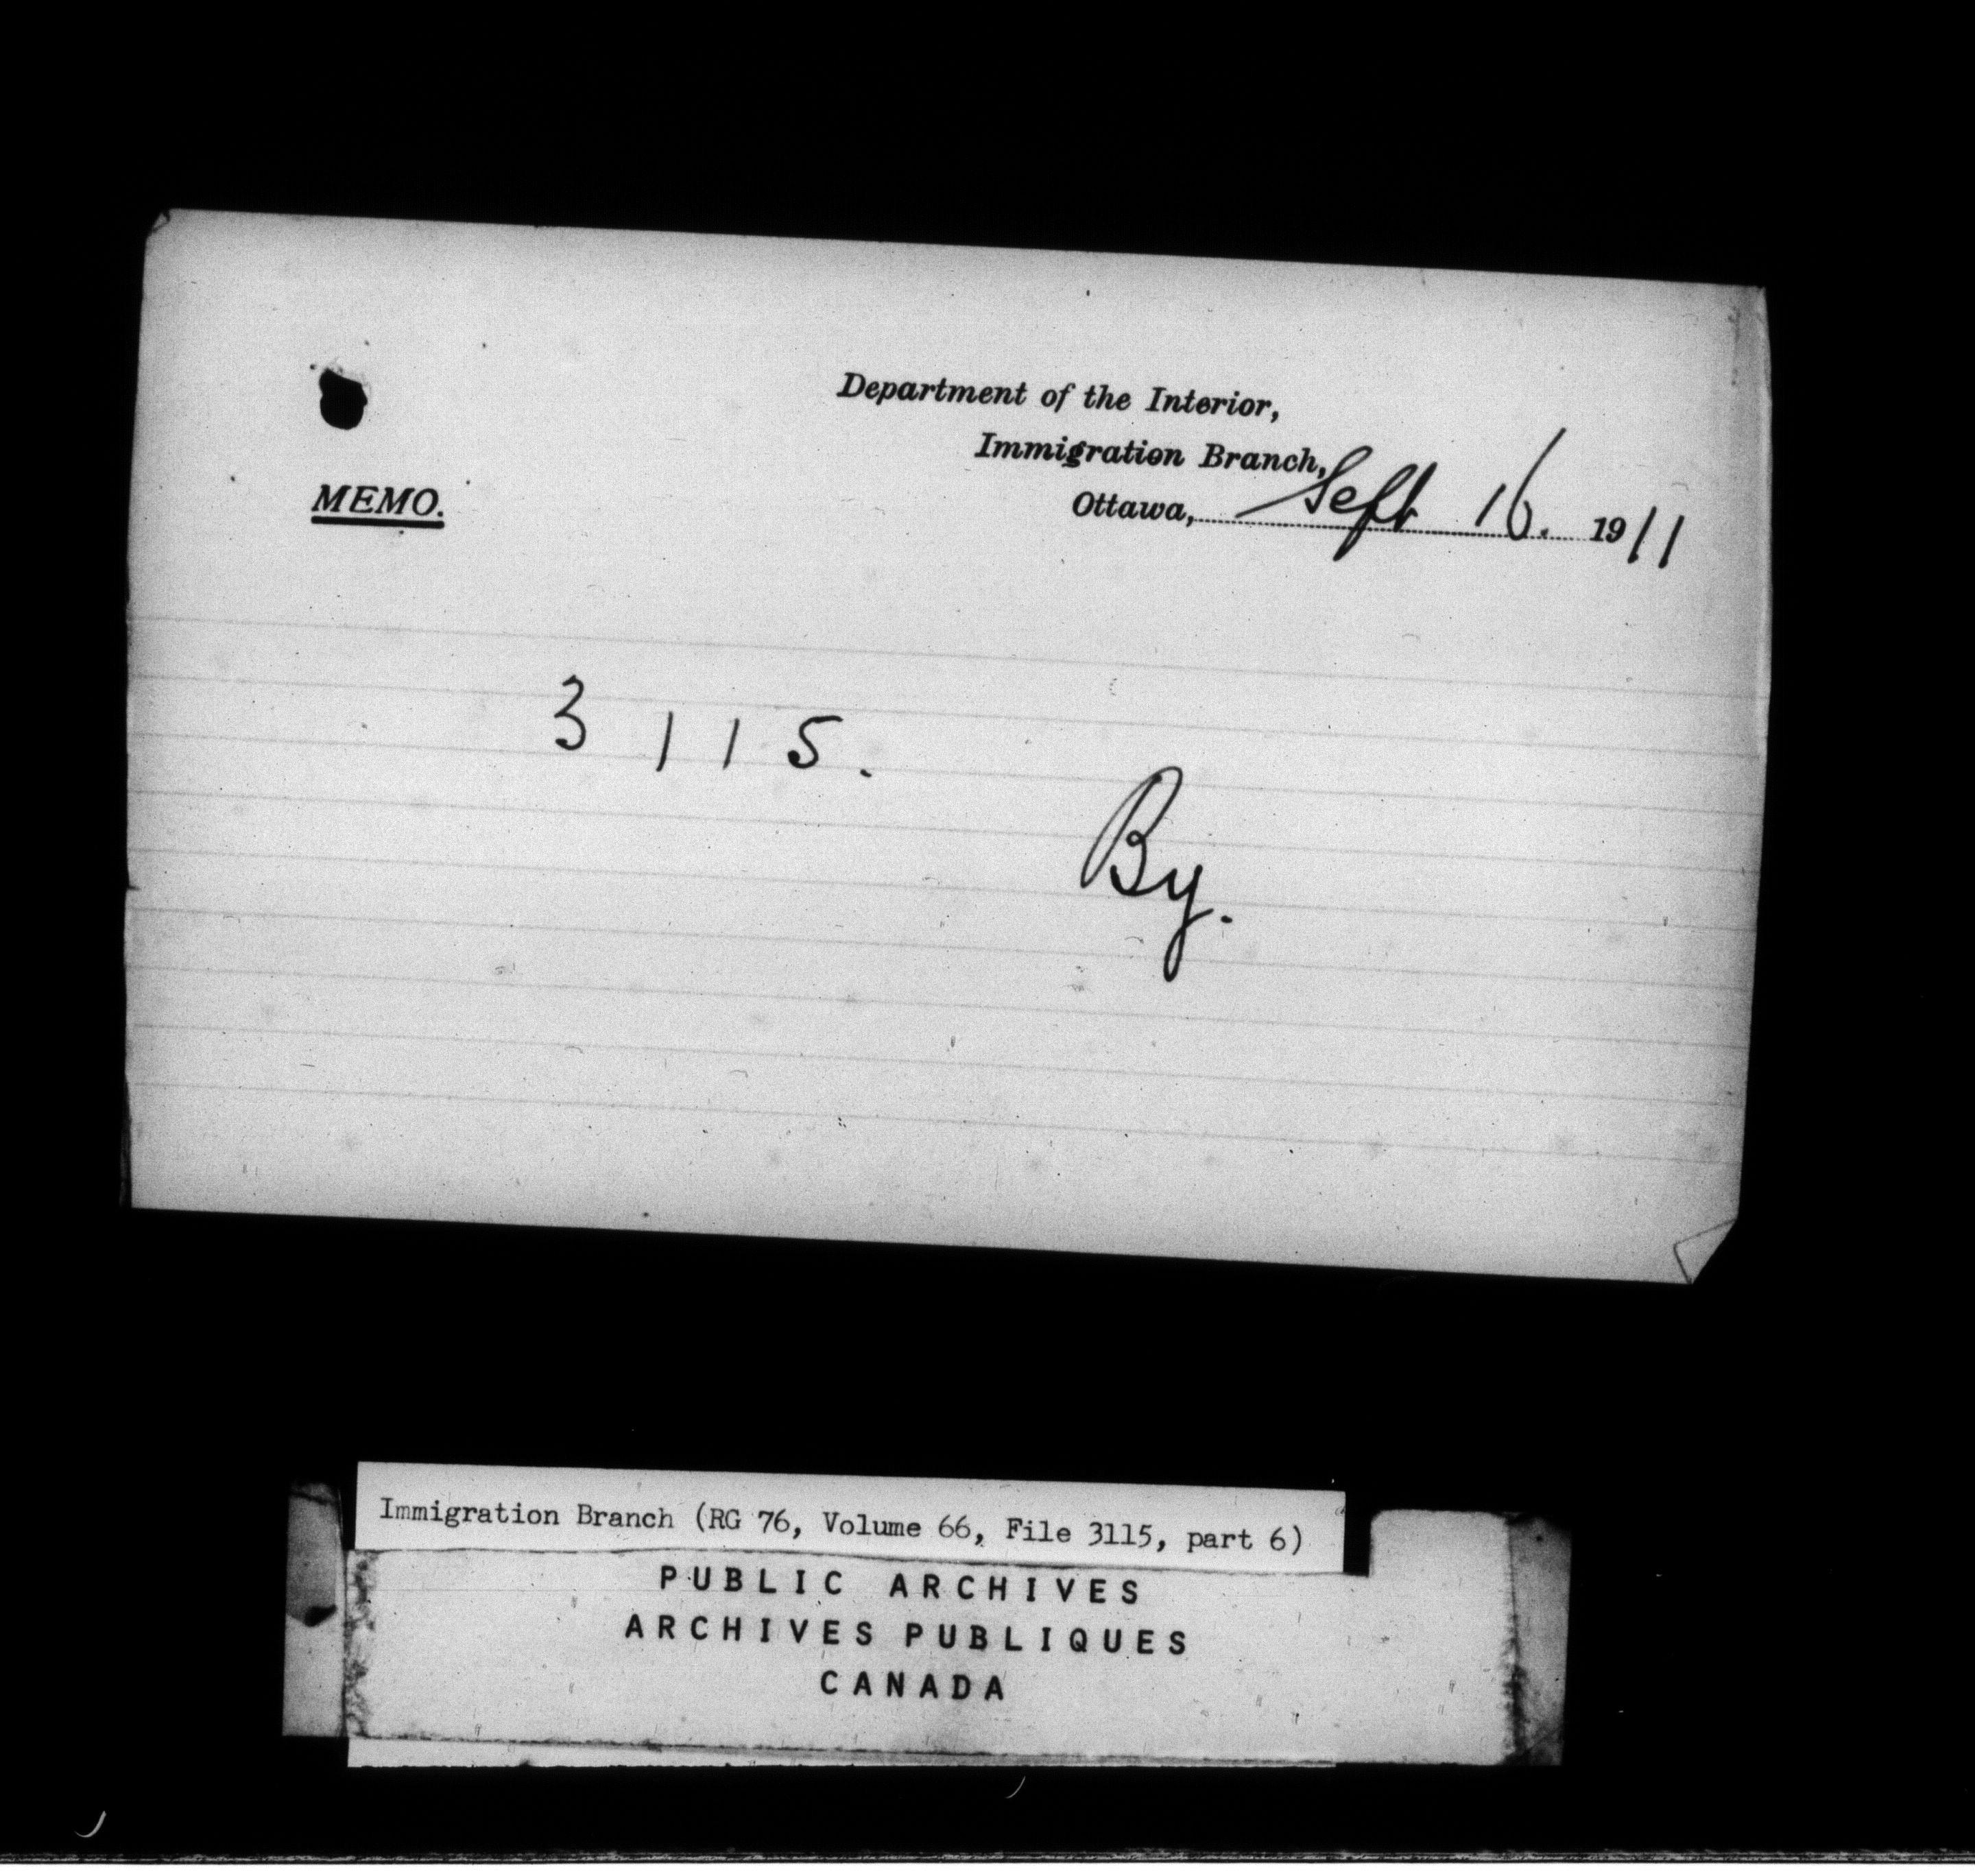 Department of the Interior,
Immigration Branch,
MEMO.
Ottawa, Sept 16. 1911
3115.
By.
Immigration Branch (RG 76, Volume 66, File 3115, part 6)
PUBLIC ARCHIVES
ARCHIVES PUBLIQUES
CANADA